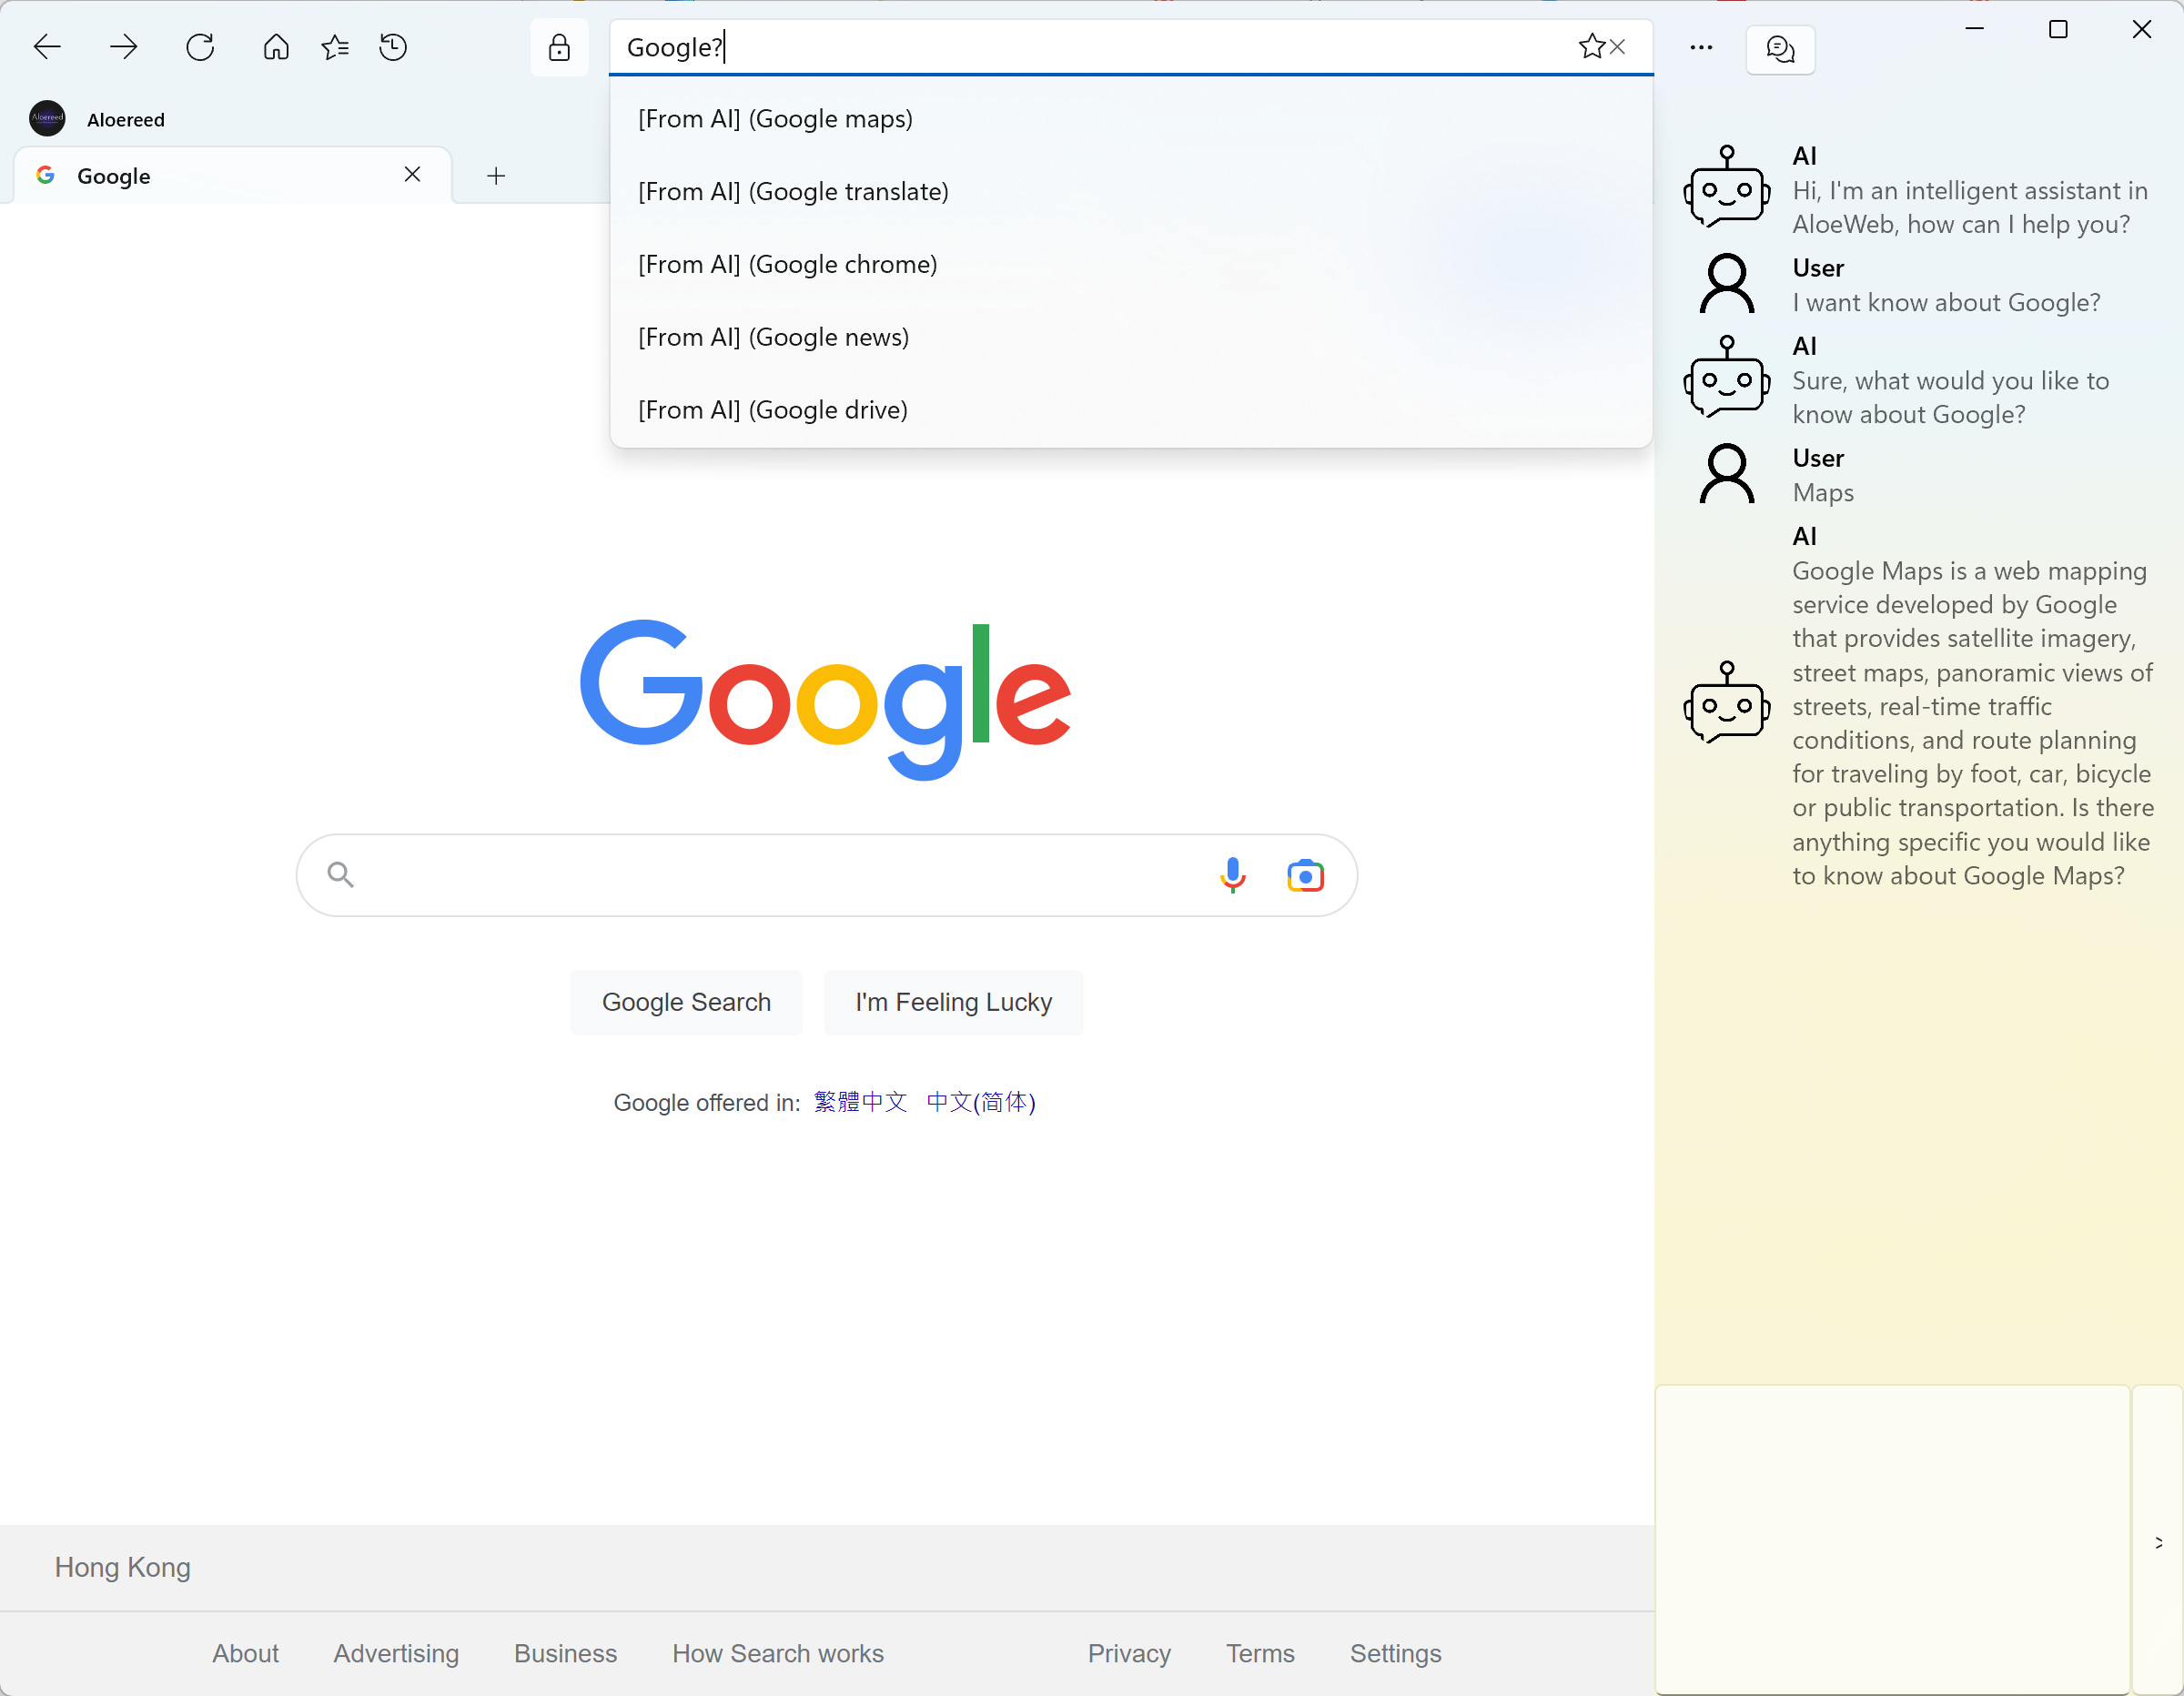 Google?
[From AI] (Google maps)
[From AI] (Google translate)
[From AI] (Google chrome)
[From AI] (Google news)
[From AI] (Google drive)
Aloereed
Aloereed
Google
Google
Google Search
I'm Feeling Lucky
Google offered in: 繁體中文 中文(简体)
Hong Kong
About
Advertising
Business
How Search works
Privacy
Terms
Settings
AI
Hi, I'm an intelligent assistant in
AloeWeb, how can I help you?
User
I want know about Google?
AI
Sure, what would you like to
know about Google?
User
Maps
AI
Google Maps is a web mapping
service developed by Google
that provides satellite imagery,
street maps, panoramic views of
streets, real-time traffic
conditions, and route planning
for traveling by foot, car, bicycle
or public transportation. Is there
anything specific you would like
to know about Google Maps?
>